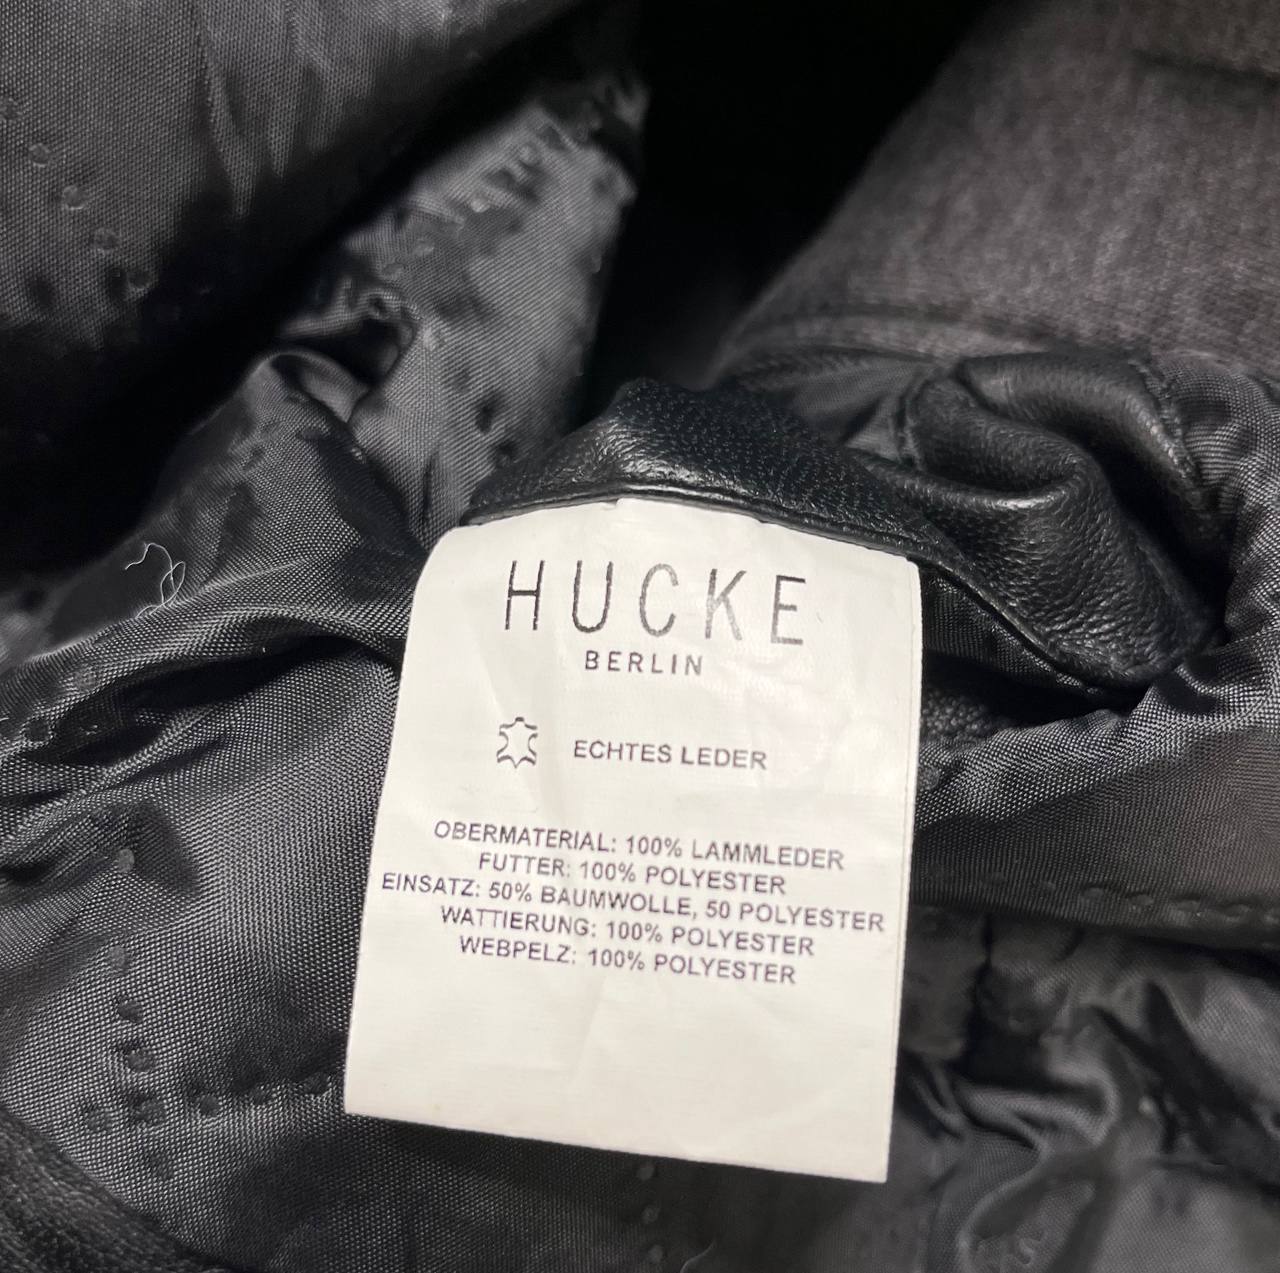 HUCKE
BERLIN
ECHTES LEDER
OBERMATERIAL: 100% LAMMLEDER
FUTTER: 100% POLYESTER
EINSATZ: 50% BAUMWOLLE, 50 POLYESTER
WATTIERUNG: 100% POLYESTER
WEBPELZ: 100% POLYESTER